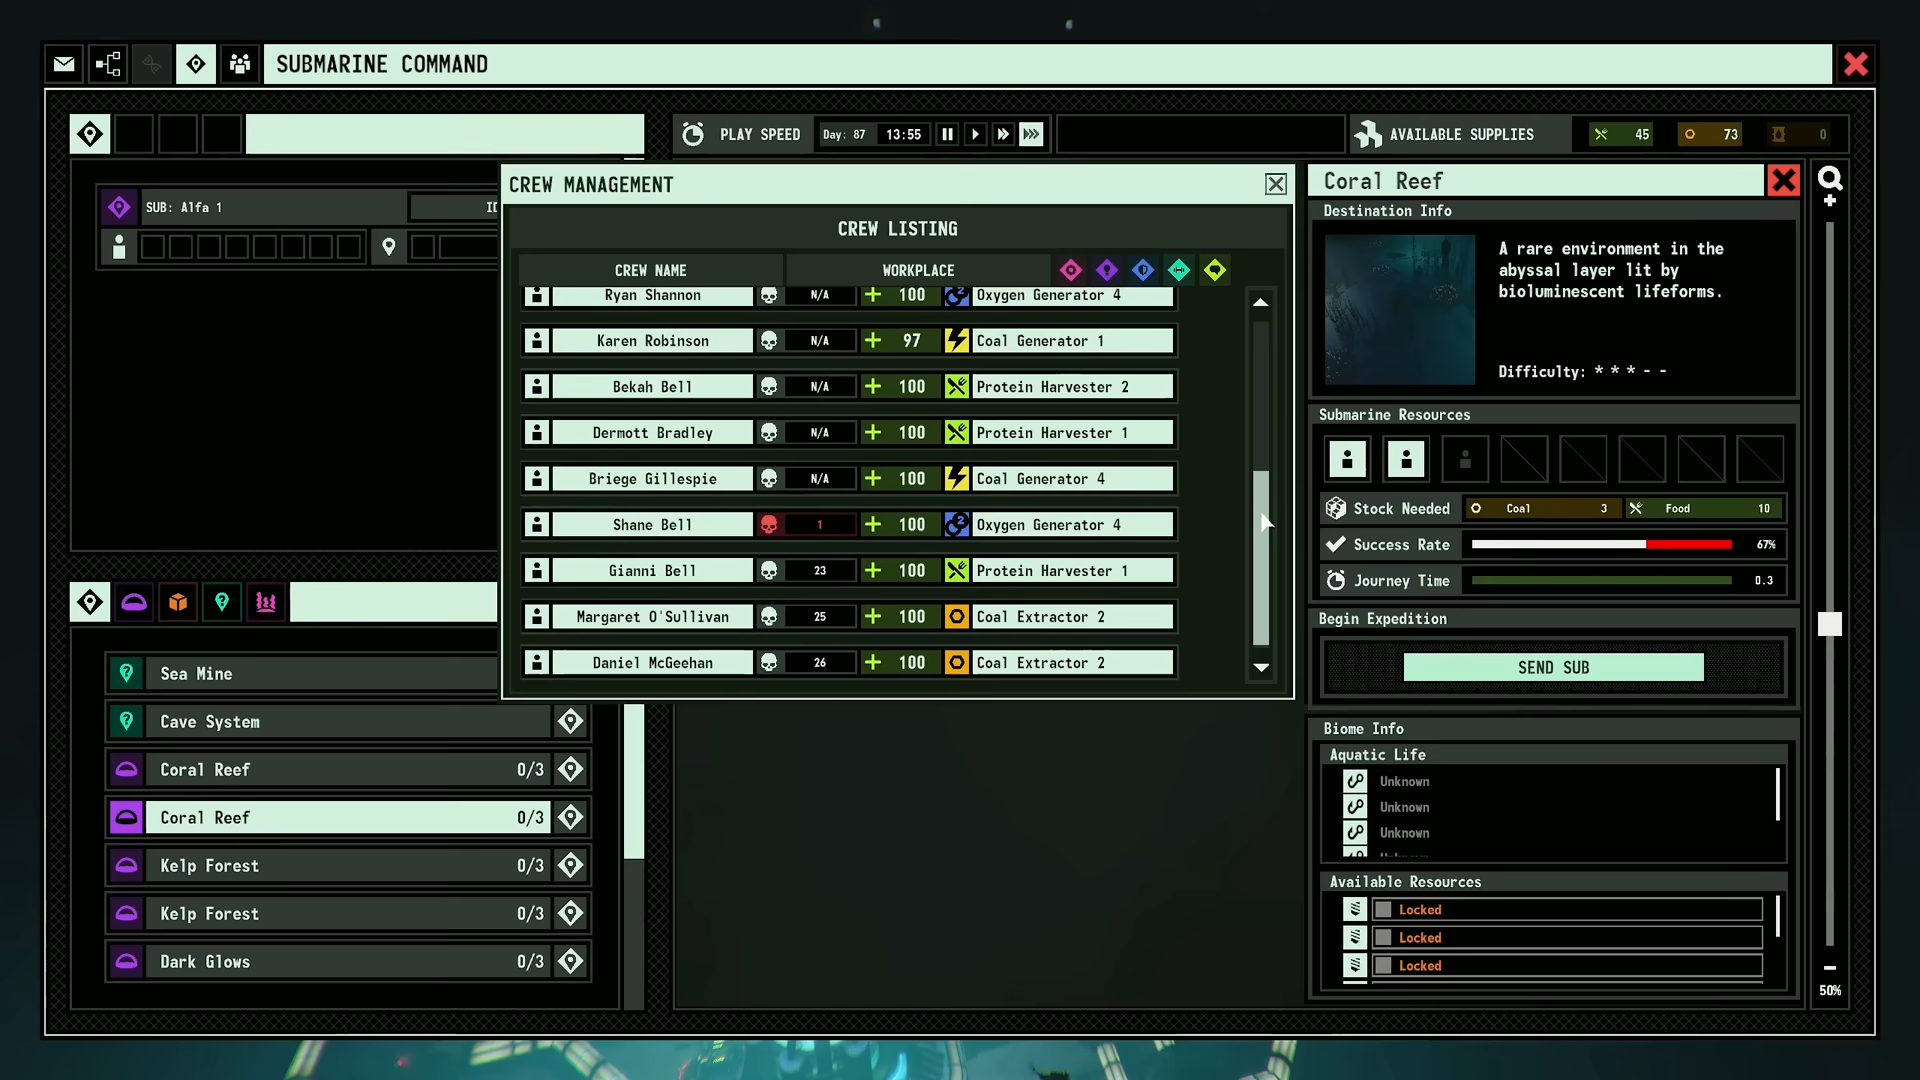 SUBMARINE COMMAND
PLAY SPEED
Day: 87
13:55
AVAILABLE SUPPLIES
45
73
0
SUB: Alfa 1
CREW MANAGEMENT
CREW LISTING
CREW NAME
WORKPLACE
Ryan Shannon N/A 100 Oxygen Generator 4
Karen Robinson N/A 97 Coal Generator 1
Bekah Bell N/A 100 Protein Harvester 2
Dermott Bradley N/A 100 Protein Harvester 1
Briege Gillespie N/A 100 Coal Generator 4
Shane Bell 1 100 Oxygen Generator 4
Gianni Bell 23 100 Protein Harvester 1
Margaret O'Sullivan 25 100 Coal Extractor 2
Daniel McGeehan 26 100 Coal Extractor 2
Sea Mine
Cave System
Coral Reef 0/3
Coral Reef 0/3
Kelp Forest 0/3
Kelp Forest 0/3
Dark Glows 0/3
Coral Reef
Destination Info
A rare environment in the
abyssal layer lit by
bioluminescent lifeforms.
Difficulty: * * * - -
Submarine Resources
Stock Needed Coal 3 Food 10
Success Rate 67%
Journey Time 0.3
Begin Expedition
SEND SUB
Biome Info
Aquatic Life
Unknown
Unknown
Unknown
Available Resources
Locked
Locked
Locked
50%